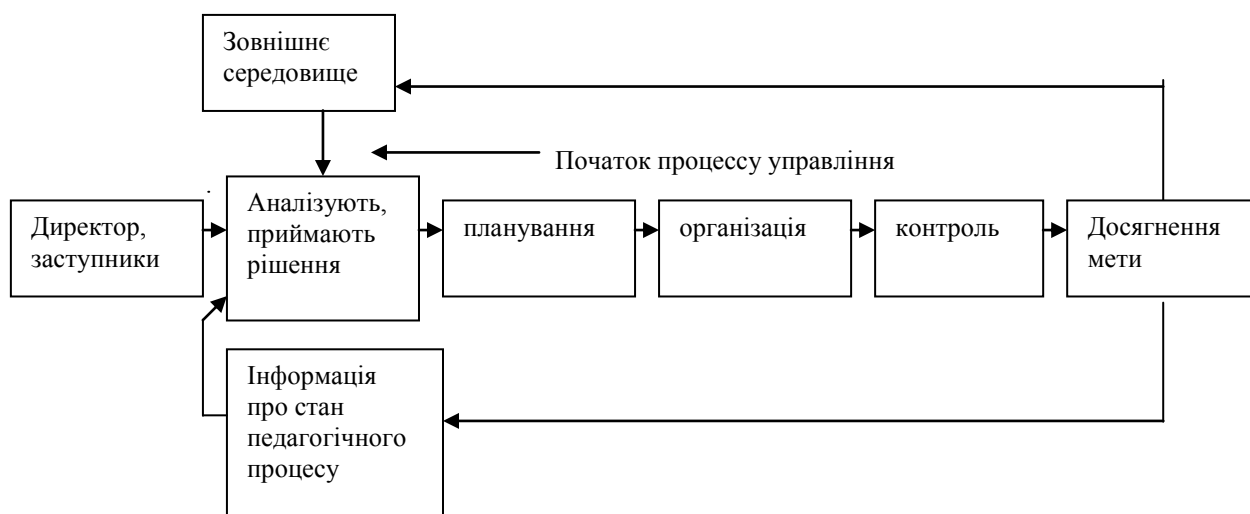 Зовнішнє
середовище
Початок процессу управління
Директор,
заступники
Аналізують,
приймають
рішення
планування
організація
контроль
Досягнення
мети
Інформація
про стан
педагогічного
процесу